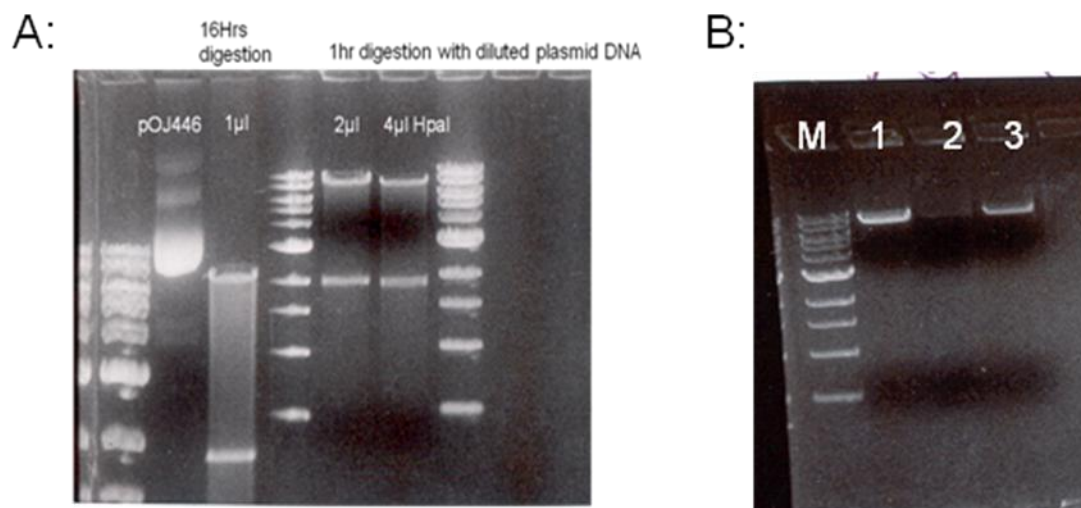 A:
16Hrs
digestion
1hr digestion with diluted plasmid DNA
pOJ446
1µl
2µl
4µl HpaI
B:
M
1
2
3